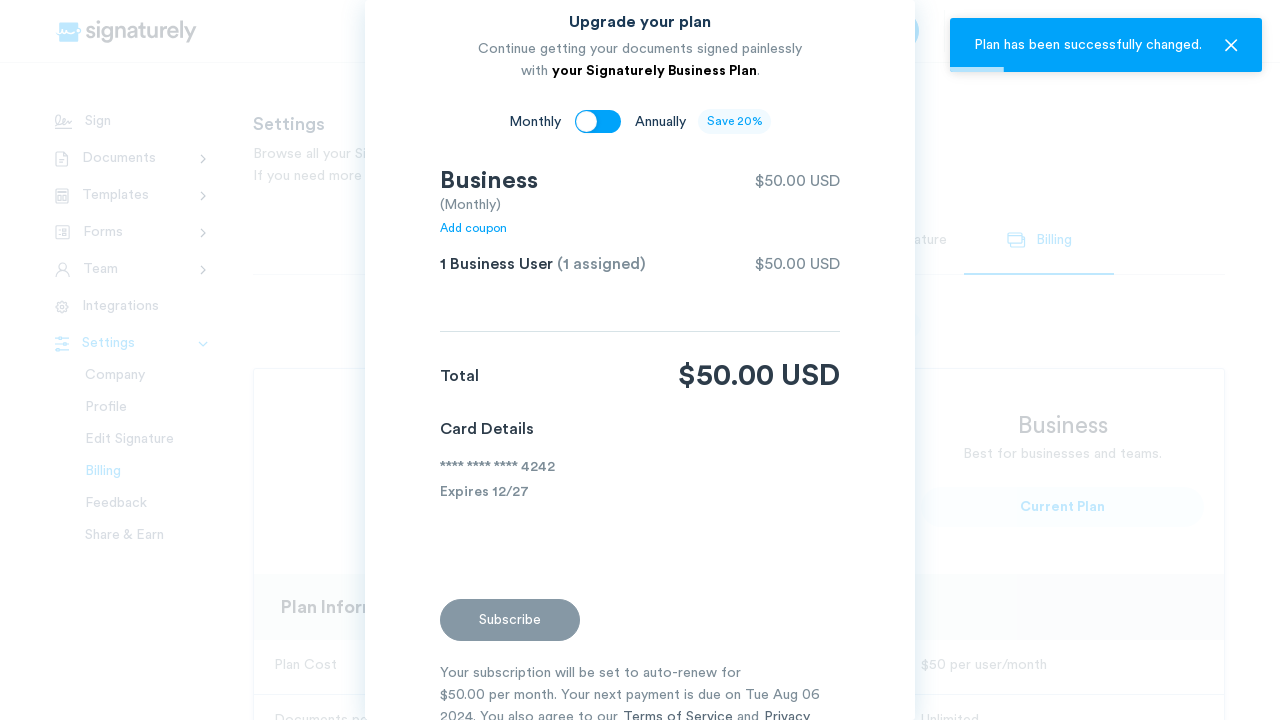 signaturely
Sign
Documents
Templates
Forms
Team
Integrations
Settings
Company
Profile
Edit Signature
Billing
Feedback
Share & Earn
Settings
Browse all your Si
If you need more
Plan Inform
Plan Cost
Documents pe
Upgrade your plan
Continue getting your documents signed painlessly
with your Signaturely Business Plan.
Monthly Annually Save 20%
Business $50.00 USD
(Monthly)
Add coupon
1 Business User (1 assigned) $50.00 USD
Total $50.00 USD
Card Details
**** **** **** 4242
Expires 12/27
Subscribe
Your subscription will be set to auto-renew for
$50.00 per month. Your next payment is due on Tue Aug 06
2024. You also agree to our Terms of Service and Privacy
Plan has been successfully changed.
ature
Billing
Business
Best for businesses and teams.
Current Plan
$50 per user/month
Unlimited